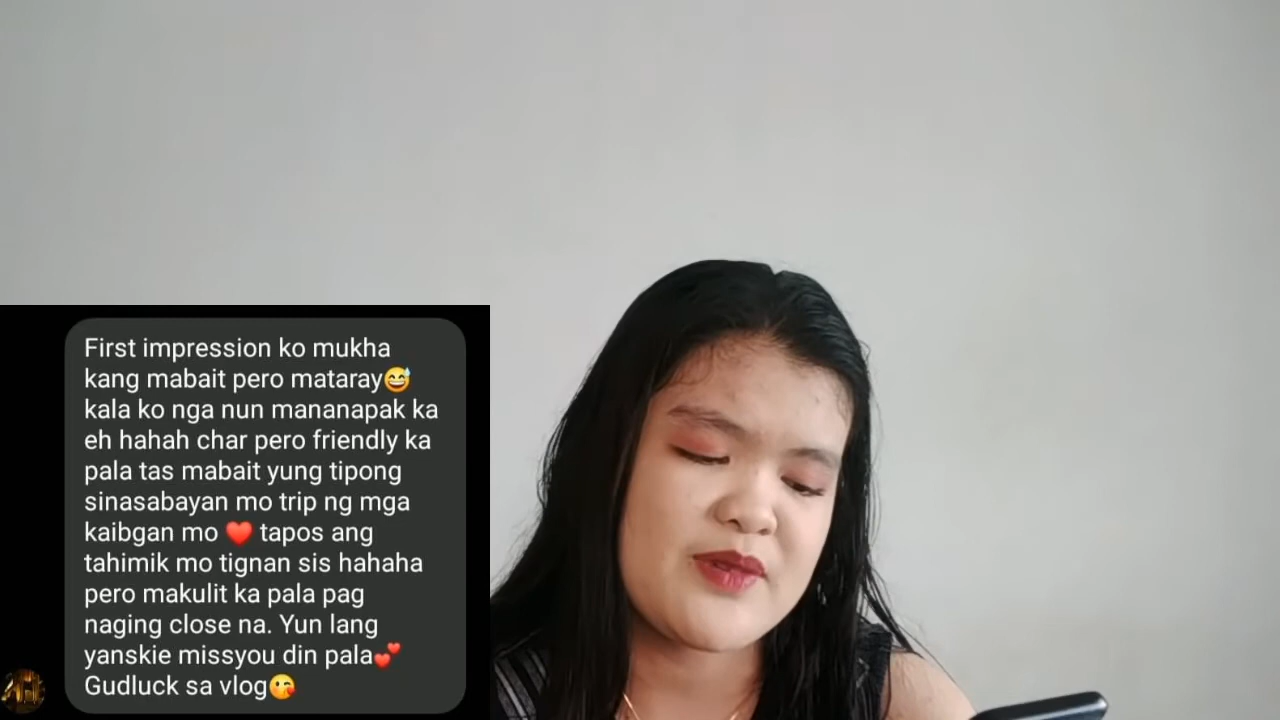 First impression ko mukha
kang mabait pero mataray😅
kala ko nga nun mananapak ka
eh hahah char pero friendly ka
pala tas mabait yung tipong
sinasabayan mo trip ng mga
kaibgan mo ❤️ tapos ang
tahimik mo tignan sis hahaha
pero makulit ka pala pag
naging close na. Yun lang
yanskie missyou din pala💕
Gudluck sa vlog😘